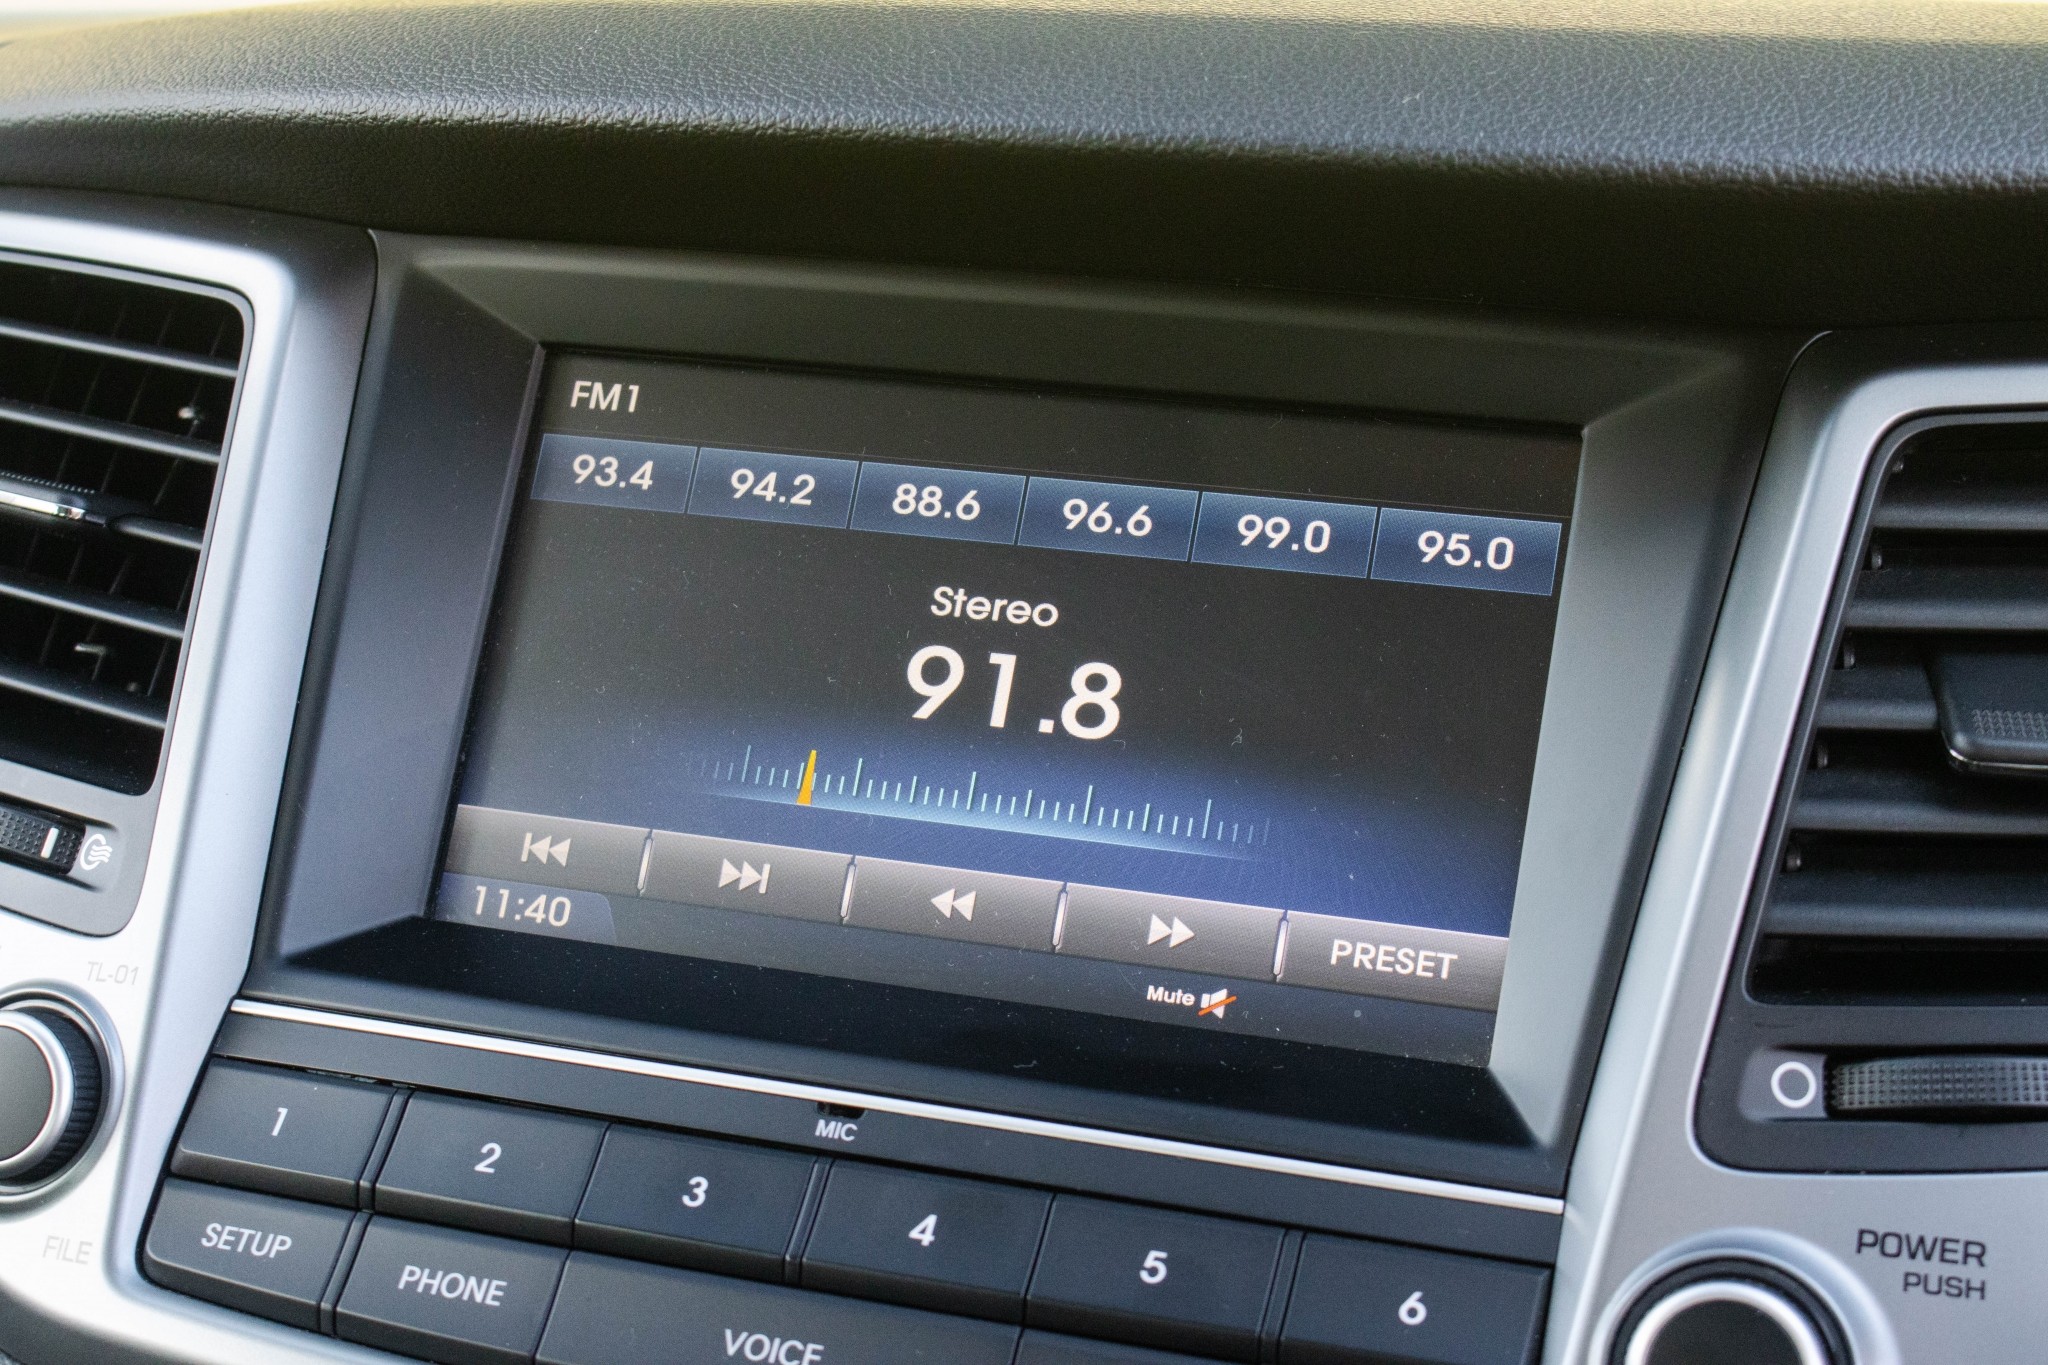 FM1
93.4 94.2 88.6 96.6 99.0 95.0
Stereo
91.8
PRESET
11:40
Mute
TL-01
MIC
1 2 3 4 5 6
SETUP PHONE VOICE
FILE
POWER
PUSH